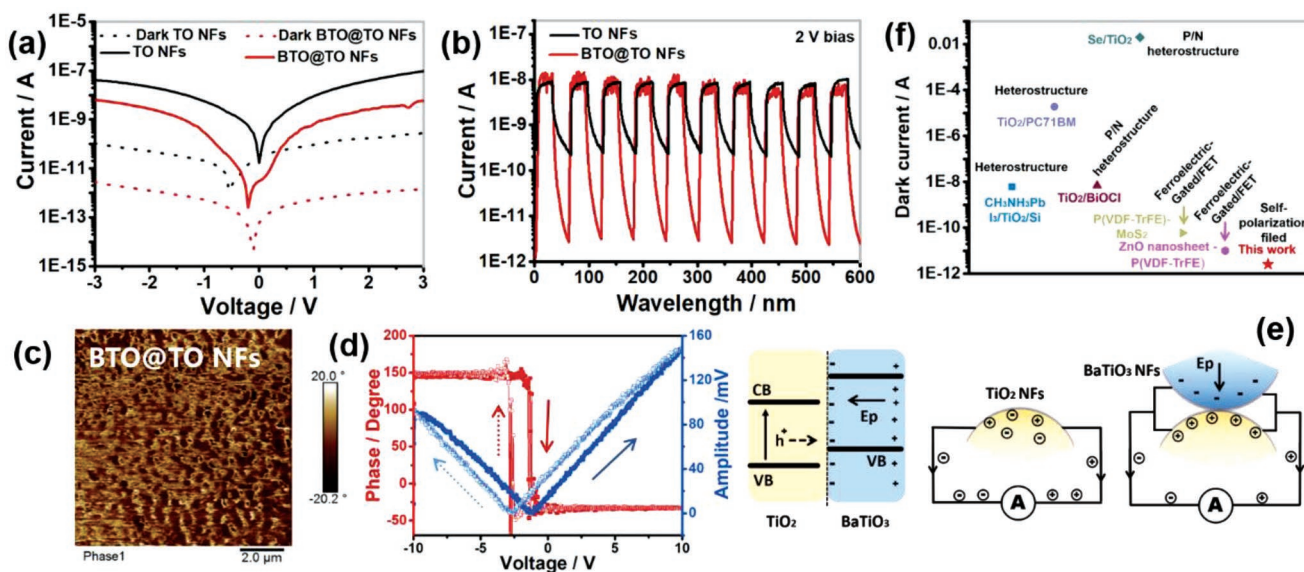 (a)
1E-5
1E-7
1E-9
1E-11
1E-13
1E-15
Current / A
Dark TO NFs
Dark BTO@TO NFs
TO NFs
BTO@TO NFs
-3 -2 -1 0 1 2 3
Voltage / V
(b)
1E-6
1E-7
1E-8
1E-9
1E-10
1E-11
1E-12
Current / A
TO NFs
BTO@TO NFs
2 V bias
0 100 200 300 400 500 600
Wavelength / nm
(f)
0.01
1E-4
1E-6
1E-8
1E-10
1E-12
Dark current / A
Se/TiO₂
P/N
heterostructure
Heterostructure
TiO₂/PC71BM
P/N
heterostructure
Heterostructure
CH₃NH₃Pb
I₃/TiO₂/Si
TiO₂/BiOCl
Ferroelectric-
Gated/FET
P(VDF-TrFE)-
MoS₂
Ferroelectric-
Gated/FET
ZnO nanosheet -
P(VDF-TrFE)
Self-
polarization
filed
This work
(c)
BTO@TO NFs
20.0 °
-20.2 °
Phase1
2.0 µm
(d)
200
150
100
50
0
-50
Phase / Degree
160
120
80
40
0
Amplitude /mV
-10 -5 0 5 10
Voltage / V
CB
h⁺
VB
Ep
VB
TiO₂
BaTiO₃
(e)
TiO₂ NFs
A
BaTiO₃ NFs
Ep
A